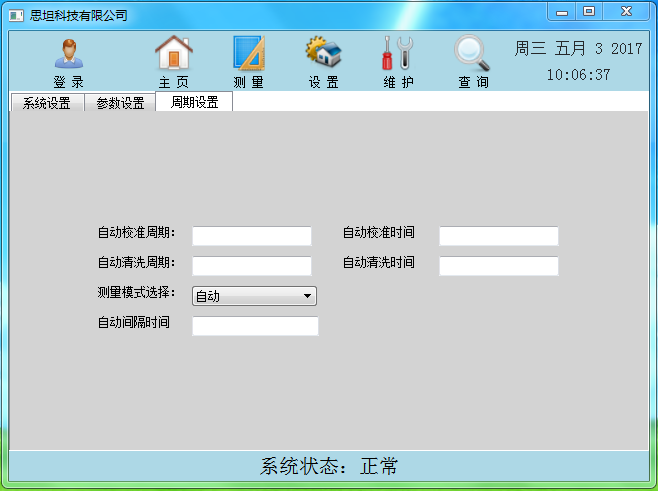 思坦科技有限公司
登 录 主 页 测 量 设 置 维 护 查 询
周三 五月 3 2017
10:06:37
系统设置 参数设置 周期设置
自动校准周期： 自动校准时间
自动清洗周期： 自动清洗时间
测量模式选择： 自动
自动间隔时间
系统状态：正常